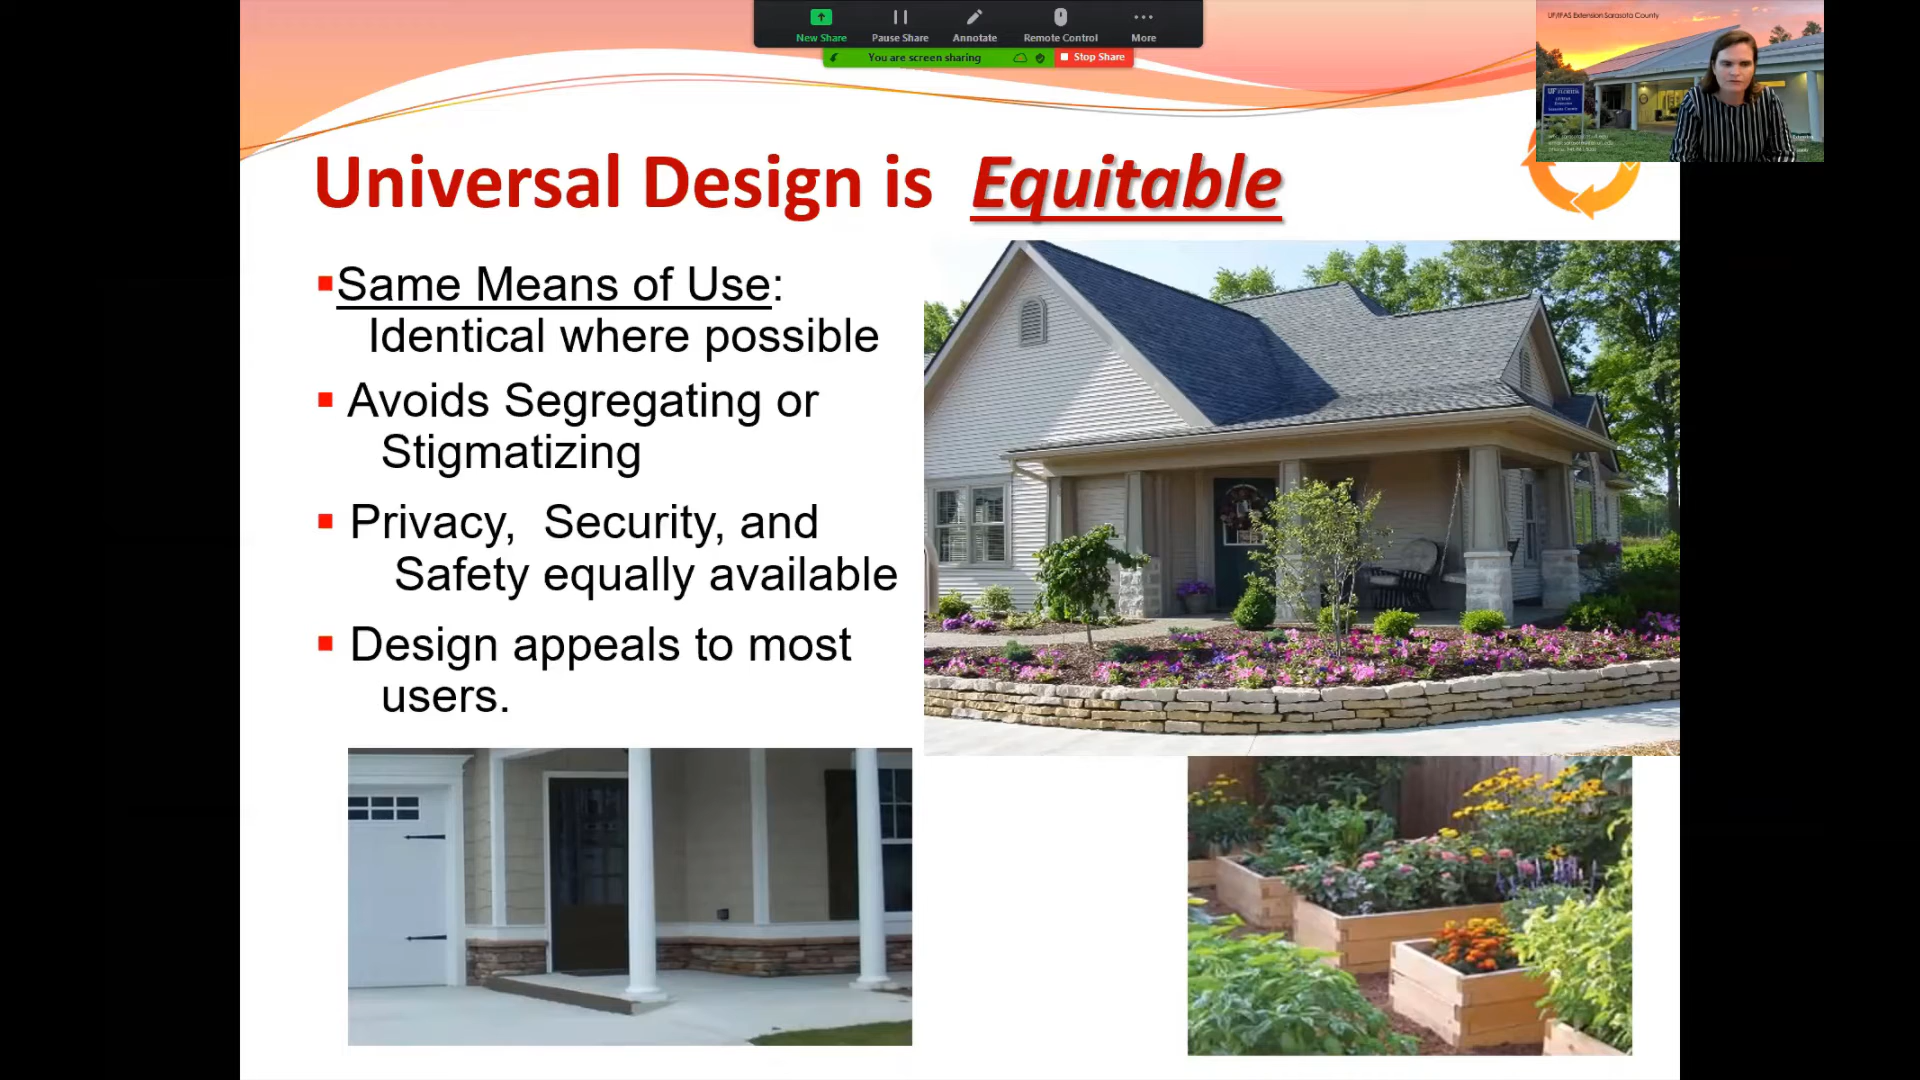 New Share
Pause Share
Annotate
Remote Control
More
You are screen sharing
Stop Share
UF/IFAS Extension Sarasota County
Universal Design is Equitable
Same Means of Use:
Identical where possible
Avoids Segregating or
Stigmatizing
Privacy, Security, and
Safety equally available
Design appeals to most
users.